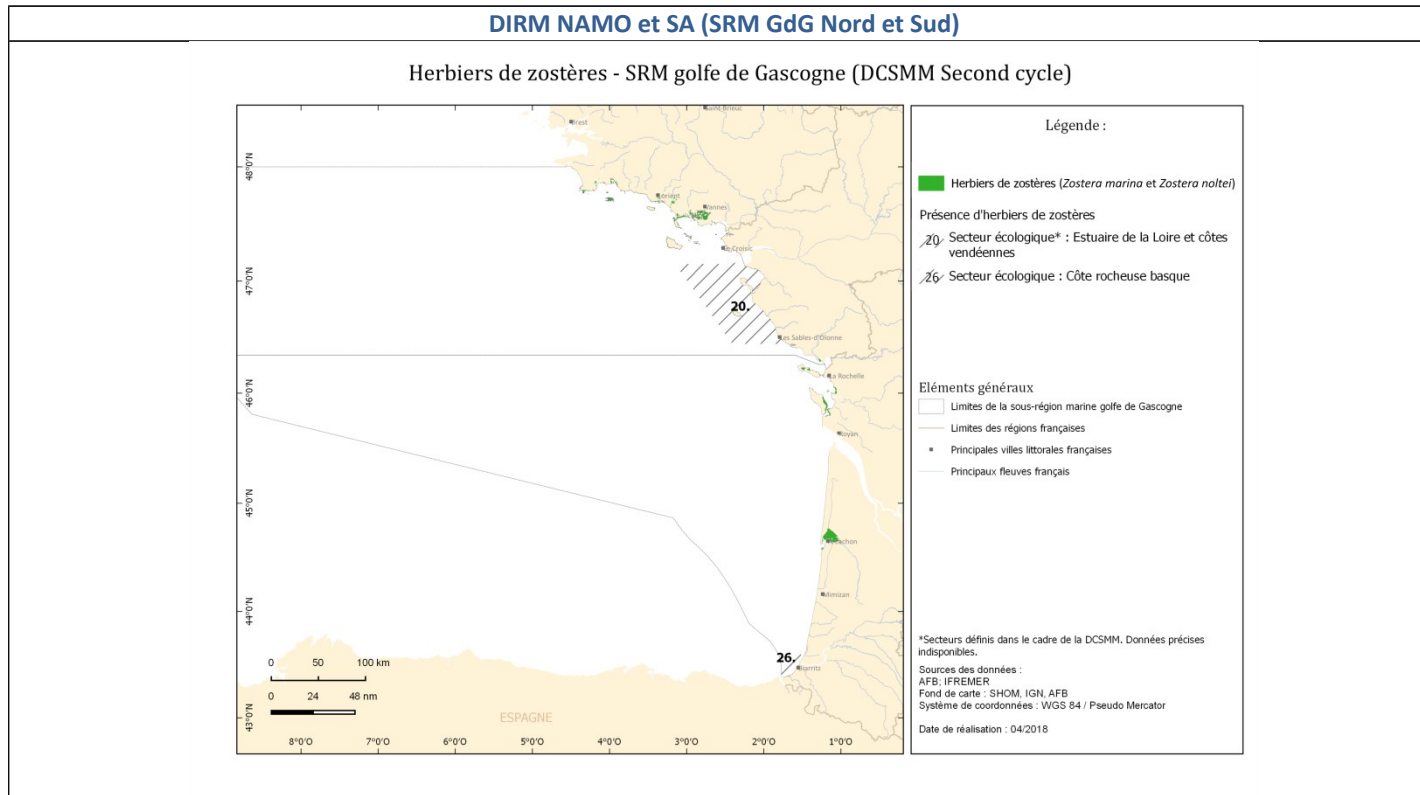 DIRM NAMO et SA (SRM GdG Nord et Sud)
Herbiers de zostères - SRM golfe de Gascogne (DCSMM Second cycle)
Saint-Brieuc
Brest
48°0'N
Lorient
Vannes
Le Croisic
47°0'N
20.
Les Sables-d'Olonne
La Rochelle
46°0'N
Royan
45°0'N
Arcachon
Mimizan
44°0'N
26.
Biarritz
0 50 100 km
0 24 48 nm
43°0'N
ESPAGNE
8°0'O 7°0'O 6°0'O 5°0'O 4°0'O 3°0'O 2°0'O 1°0'O
Légende :
Herbiers de zostères (Zostera marina et Zostera noltei)
Présence d'herbiers de zostères
20 Secteur écologique* : Estuaire de la Loire et côtes
vendéennes
26 Secteur écologique : Côte rocheuse basque
Eléments généraux
Limites de la sous-région marine golfe de Gascogne
Limites des régions françaises
Principales villes littorales françaises
Principaux fleuves français
*Secteurs définis dans le cadre de la DCSMM. Données précises
indisponibles.
Sources des données :
AFB; IFREMER
Fond de carte : SHOM, IGN, AFB
Système de coordonnées : WGS 84 / Pseudo Mercator
Date de réalisation : 04/2018